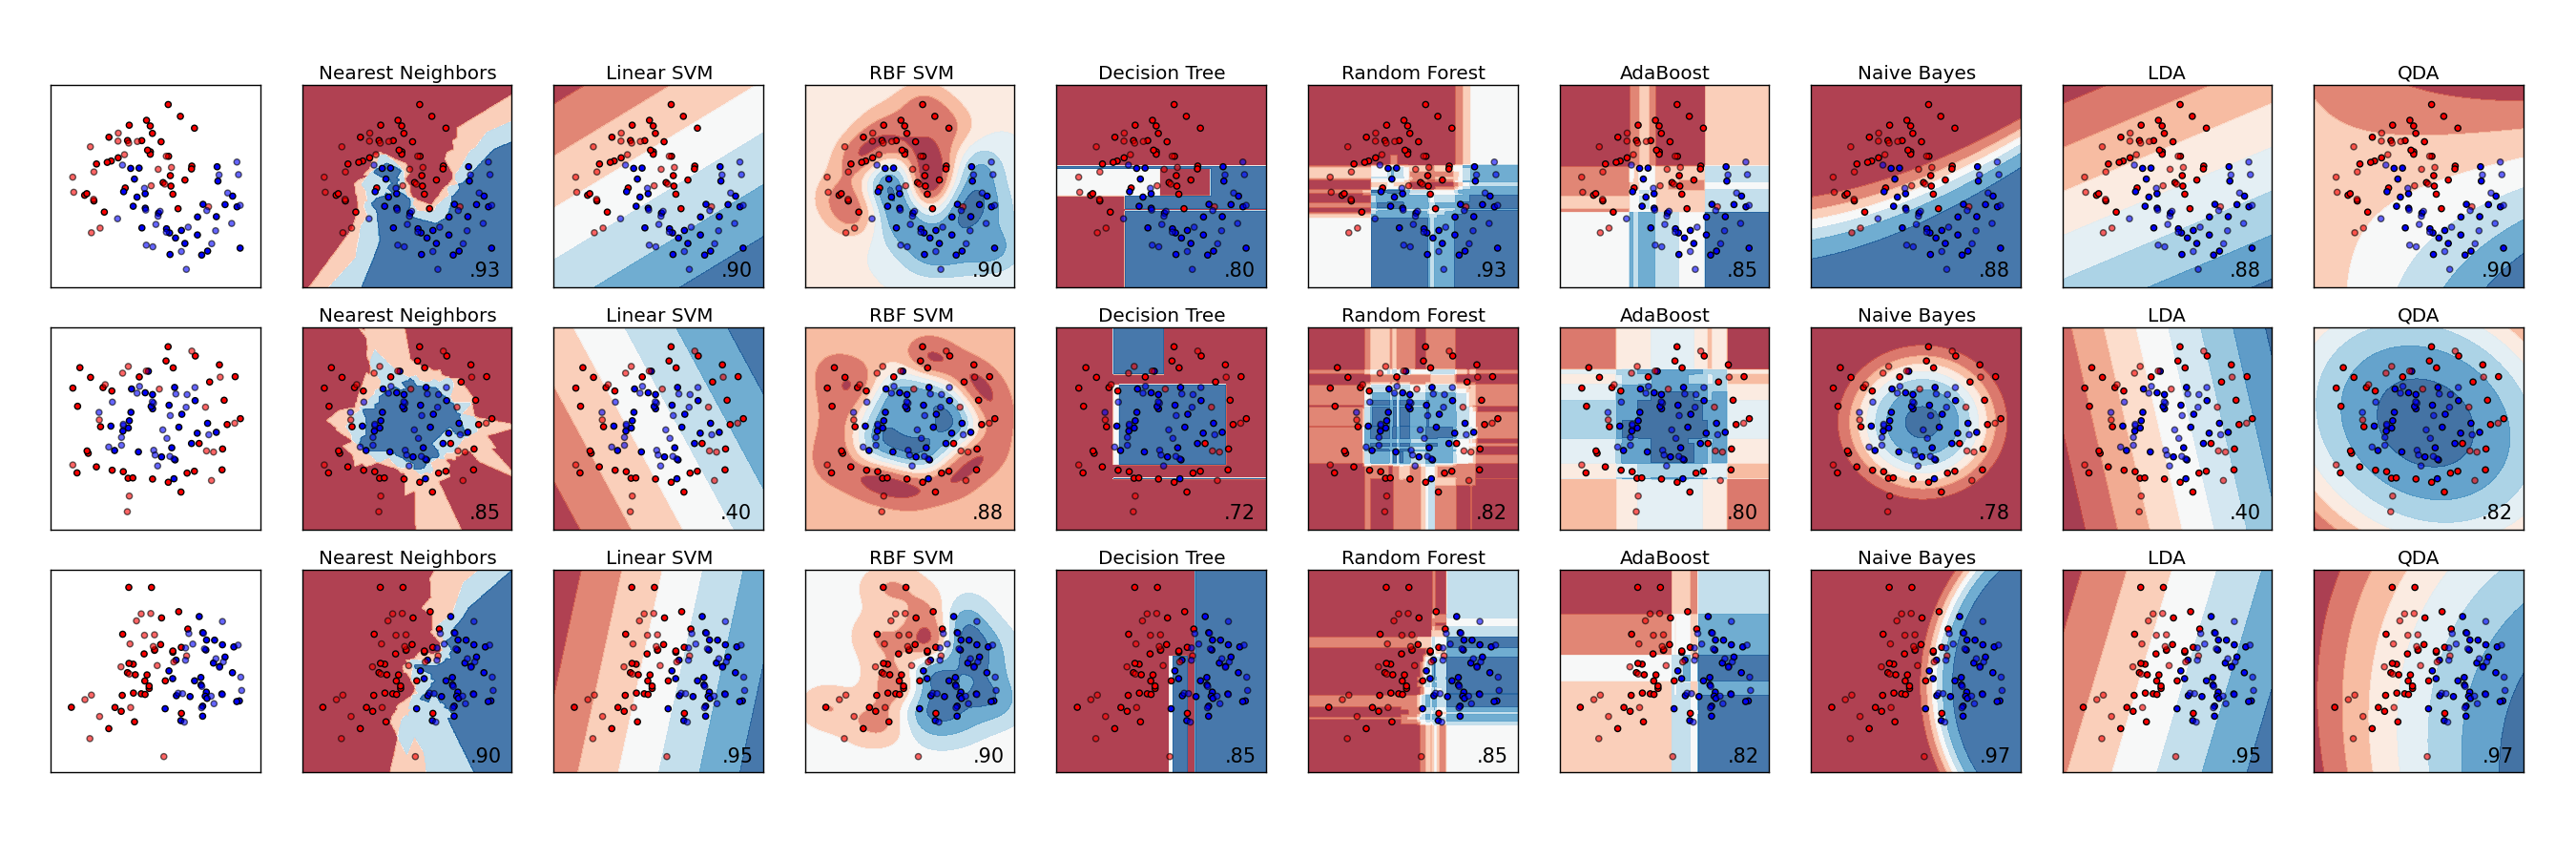 Nearest Neighbors Linear SVM RBF SVM Decision Tree Random Forest AdaBoost Naive Bayes LDA QDA
.93 .90 .90 .80 .93 .85 .88 .88 .90
Nearest Neighbors Linear SVM RBF SVM Decision Tree Random Forest AdaBoost Naive Bayes LDA QDA
.85 .40 .88 .72 .82 .80 .78 .40 .82
Nearest Neighbors Linear SVM RBF SVM Decision Tree Random Forest AdaBoost Naive Bayes LDA QDA
.90 .95 .90 .85 .85 .82 .97 .95 .97